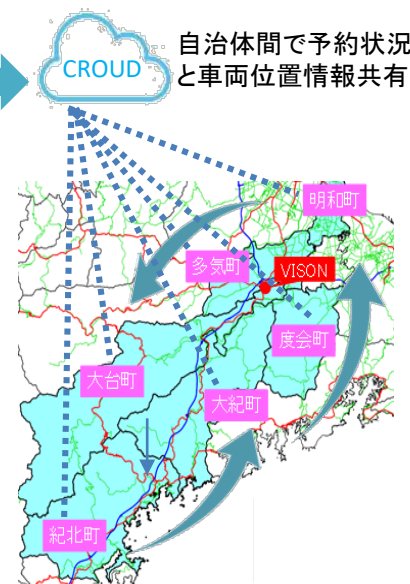 自治体間で予約状況
と車両位置情報共有
CROUD
明和町
多気町
VISON
度会町
大台町
大紀町
紀北町